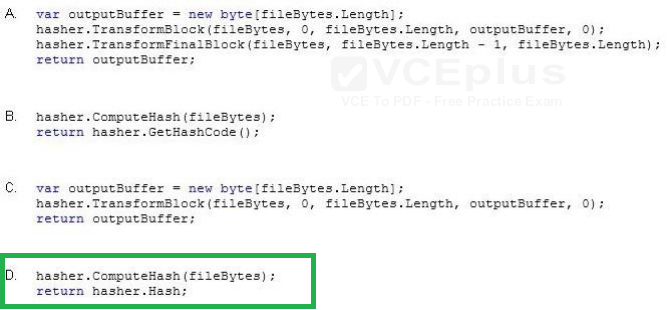 A. var outputBuffer = new byte[fileBytes.Length];
hasher.TransformBlock(fileBytes, 0, fileBytes.Length, outputBuffer, 0);
hasher.TransformFinalBlock(fileBytes, fileBytes.Length - 1, fileBytes.Length);
return outputBuffer;
VCEplus
VCE To PDF - Free Practice Exam
B. hasher.ComputeHash(fileBytes);
return hasher.GetHashCode();
C. var outputBuffer = new byte[fileBytes.Length];
hasher.TransformBlock(fileBytes, 0, fileBytes.Length, outputBuffer, 0);
return outputBuffer;
D. hasher.ComputeHash(fileBytes);
return hasher.Hash;